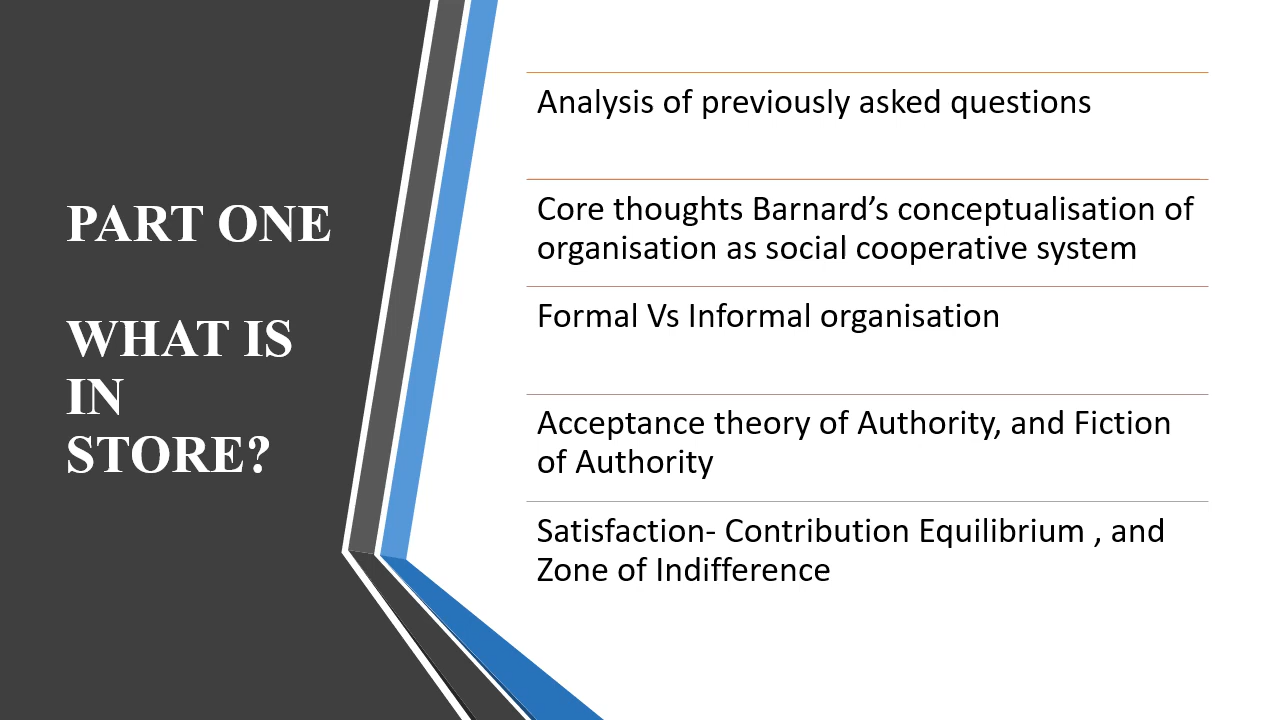 PART ONE
WHAT IS
IN
STORE?
Analysis of previously asked questions
Core thoughts Barnard’s conceptualisation of
organisation as social cooperative system
Formal Vs Informal organisation
Acceptance theory of Authority, and Fiction
of Authority
Satisfaction- Contribution Equilibrium , and
Zone of Indifference